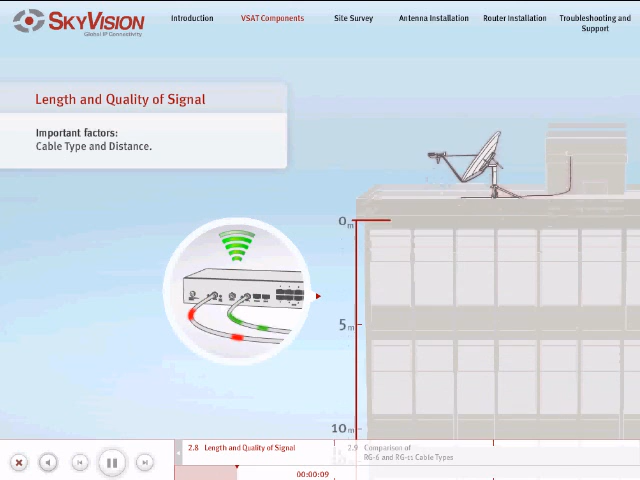 SKYVISION
Global IP Connectivity
Introduction
VSAT Components
Site Survey
Antenna Installation
Router Installation
Troubleshooting and
Support
Length and Quality of Signal
Important factors:
Cable Type and Distance.
0m
5m
10m
2.8 Length and Quality of Signal
2.9 Comparison of
RG-6 and RG-11 Cable Types
00:00:09